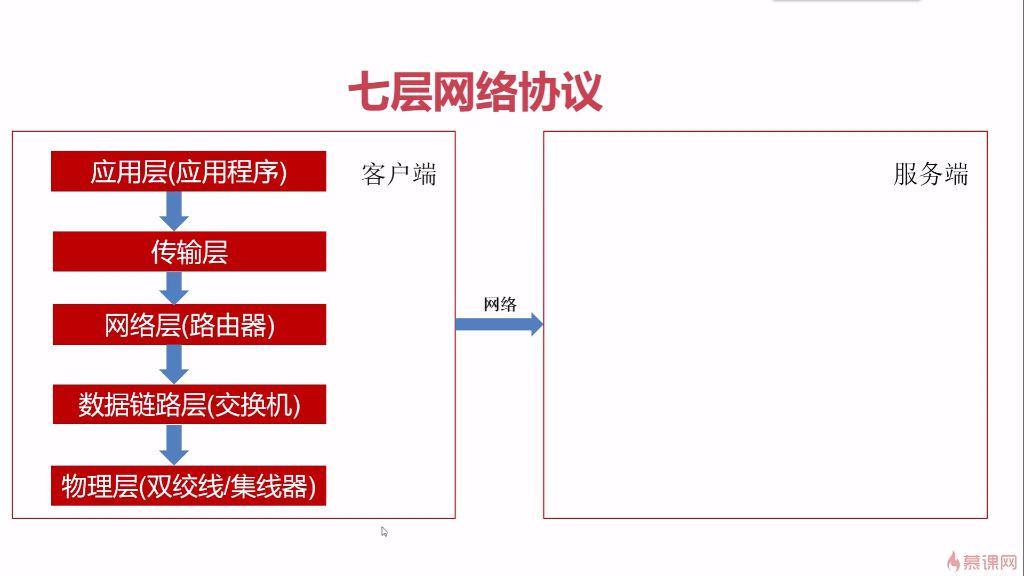 七层网络协议
应用层(应用程序)
客户端
传输层
网络层(路由器)
数据链路层(交换机)
物理层(双绞线/集线器)
网络
服务端
慕课网